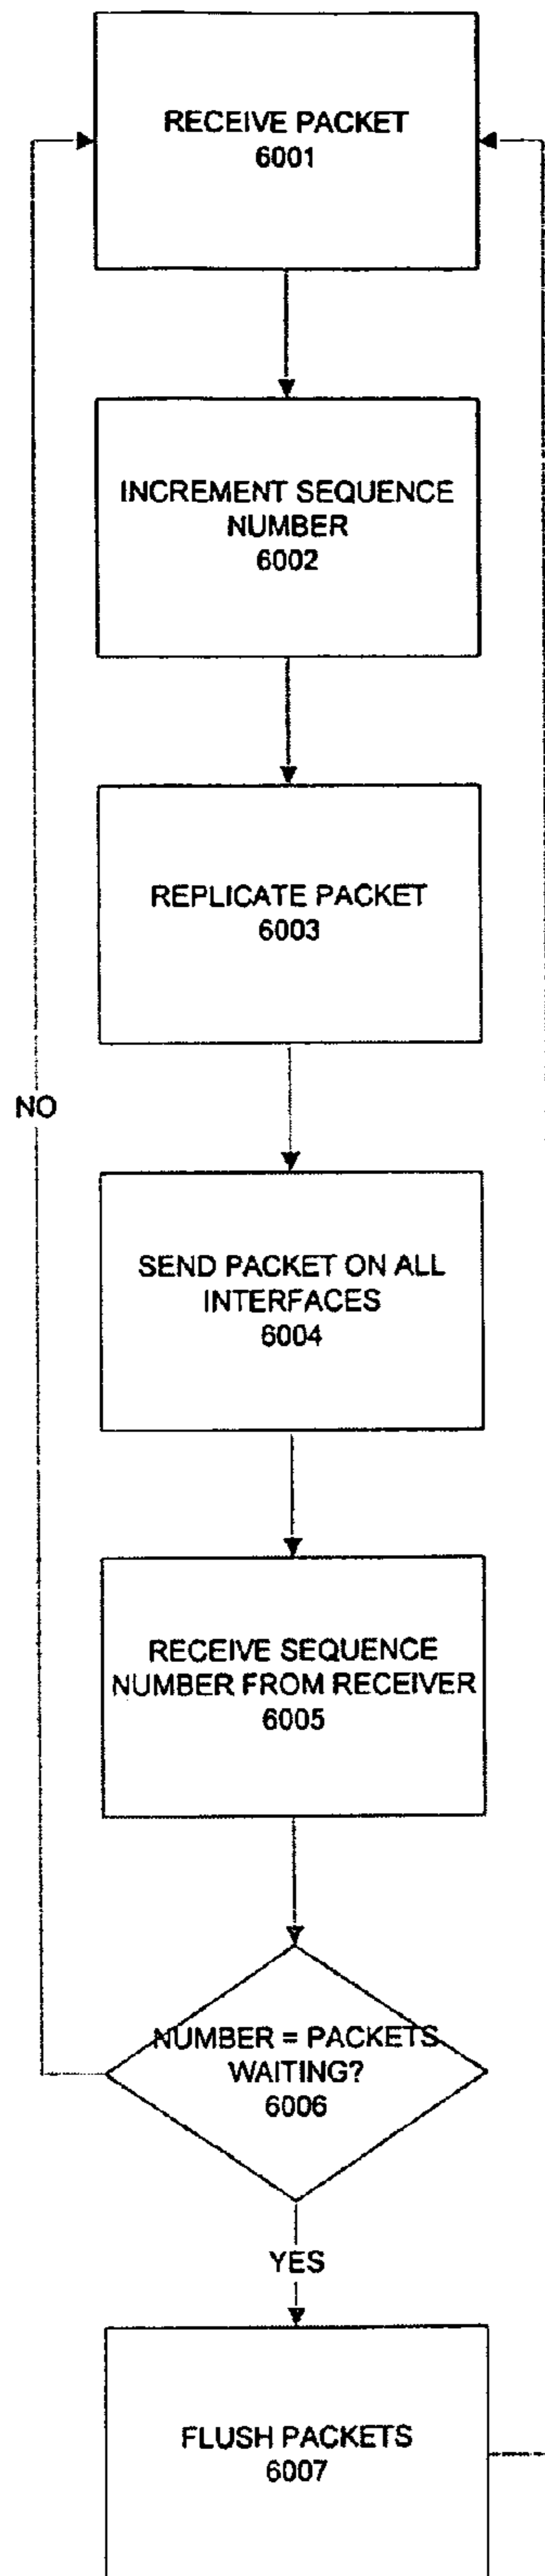 RECEIVE PACKET
6001
INCREMENT SEQUENCE
NUMBER
6002
REPLICATE PACKET
6003
NO
SEND PACKET ON ALL
INTERFACES
6004
RECEIVE SEQUENCE
NUMBER FROM RECEIVER
6005
NUMBER = PACKETS
WAITING?
6006
YES
FLUSH PACKETS
6007